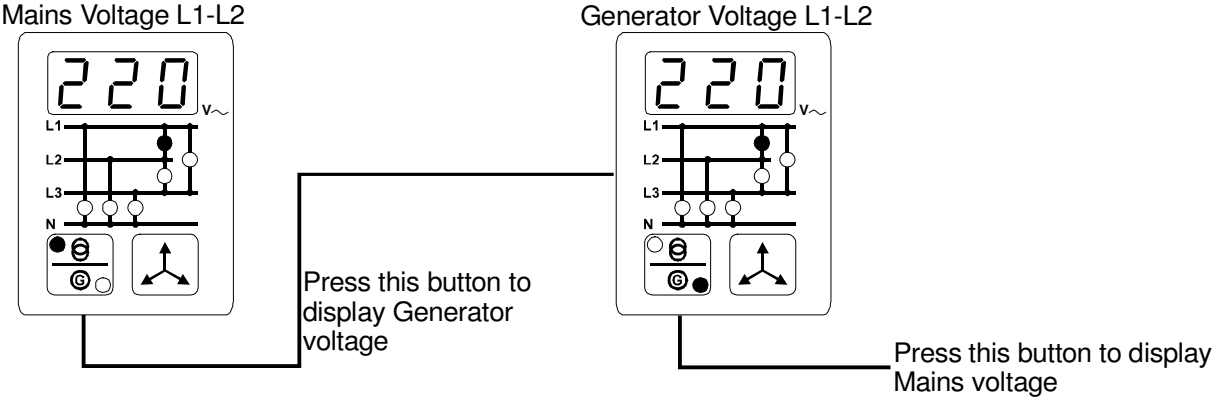 Mains Voltage L1-L2
220
V~
L1
L2
L3
N
G
Press this button to
display Generator
voltage
Generator Voltage L1-L2
220
V~
L1
L2
L3
N
G
Press this button to display
Mains voltage